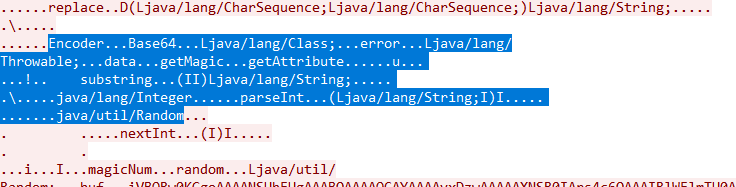 ......replace..D(Ljava/lang/CharSequence;Ljava/lang/CharSequence;)Ljava/lang/String;.....
.\.....
......Encoder...Base64...Ljava/lang/Class;...error...Ljava/lang/
Throwable;...data...getMagic...getAttribute......u...
...!.. substring...(II)Ljava/lang/String;.....
.\......java/lang/Integer......parseInt...(Ljava/lang/String;I)I.....
.......java/util/Random...
. .....nextInt...(I)I.....
. .
...i...I...magicNum...random...Ljava/util/